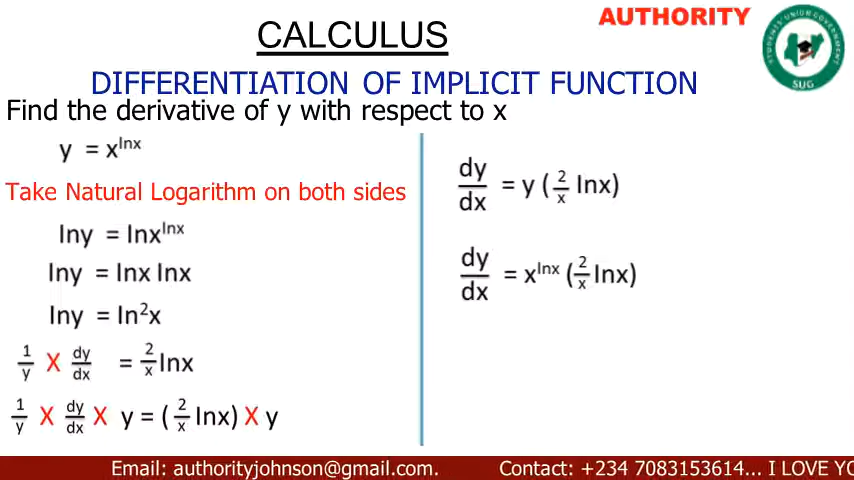 AUTHORITY
STUDENTS' UNION GOVERNMENT
SUG
CALCULUS
DIFFERENTIATION OF IMPLICIT FUNCTION
Find the derivative of y with respect to x
y = x^lnx
Take Natural Logarithm on both sides
lny = lnx^lnx
lny = lnx lnx
lny = ln²x
1/y X dy/dx = 2/x lnx
1/y X dy/dx X y = (2/x lnx) X y
dy/dx = y (2/x lnx)
dy/dx = x^lnx (2/x lnx)
Email: authorityjohnson@gmail.com. Contact: +234 7083153614... I LOVE YO